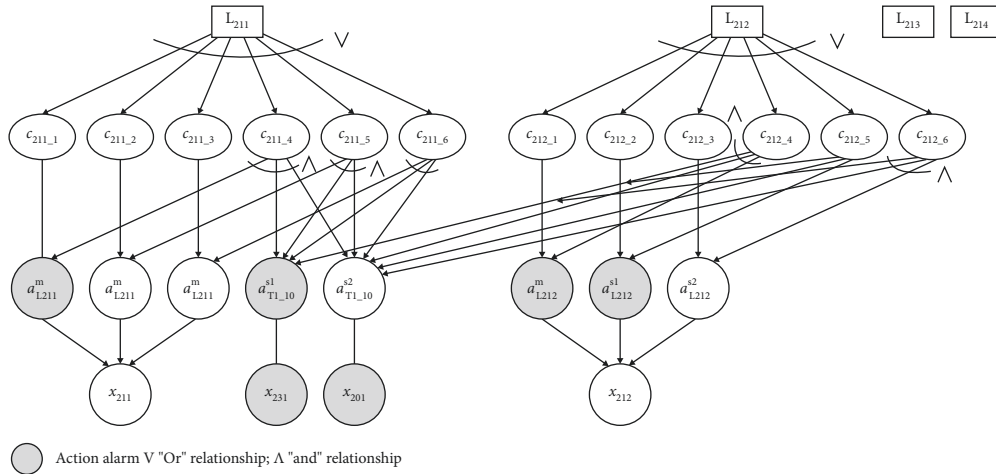 L211 V L212 V L213 L214
c211_1 c211_2 c211_3 c211_4 c211_5 c211_6 c212_1 c212_2 c212_3 Λ c212_4 c212_5 c212_6
Λ Λ Λ
a^m_L211 a^m_L211 a^m_L211 a^s1_T1_10 a^s2_T1_10 a^m_L212 a^s1_L212 a^s2_L212
x211 x231 x201 x212
Action alarm V "Or" relationship; Λ "and" relationship